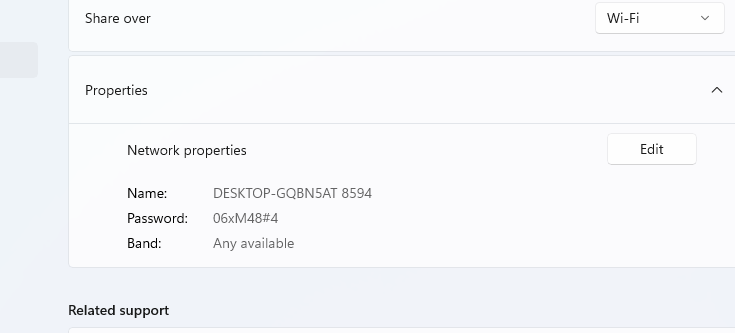 Share over Wi-Fi
Properties
Network properties Edit
Name: DESKTOP-GQBN5AT 8594
Password: 06xM48#4
Band: Any available
Related support